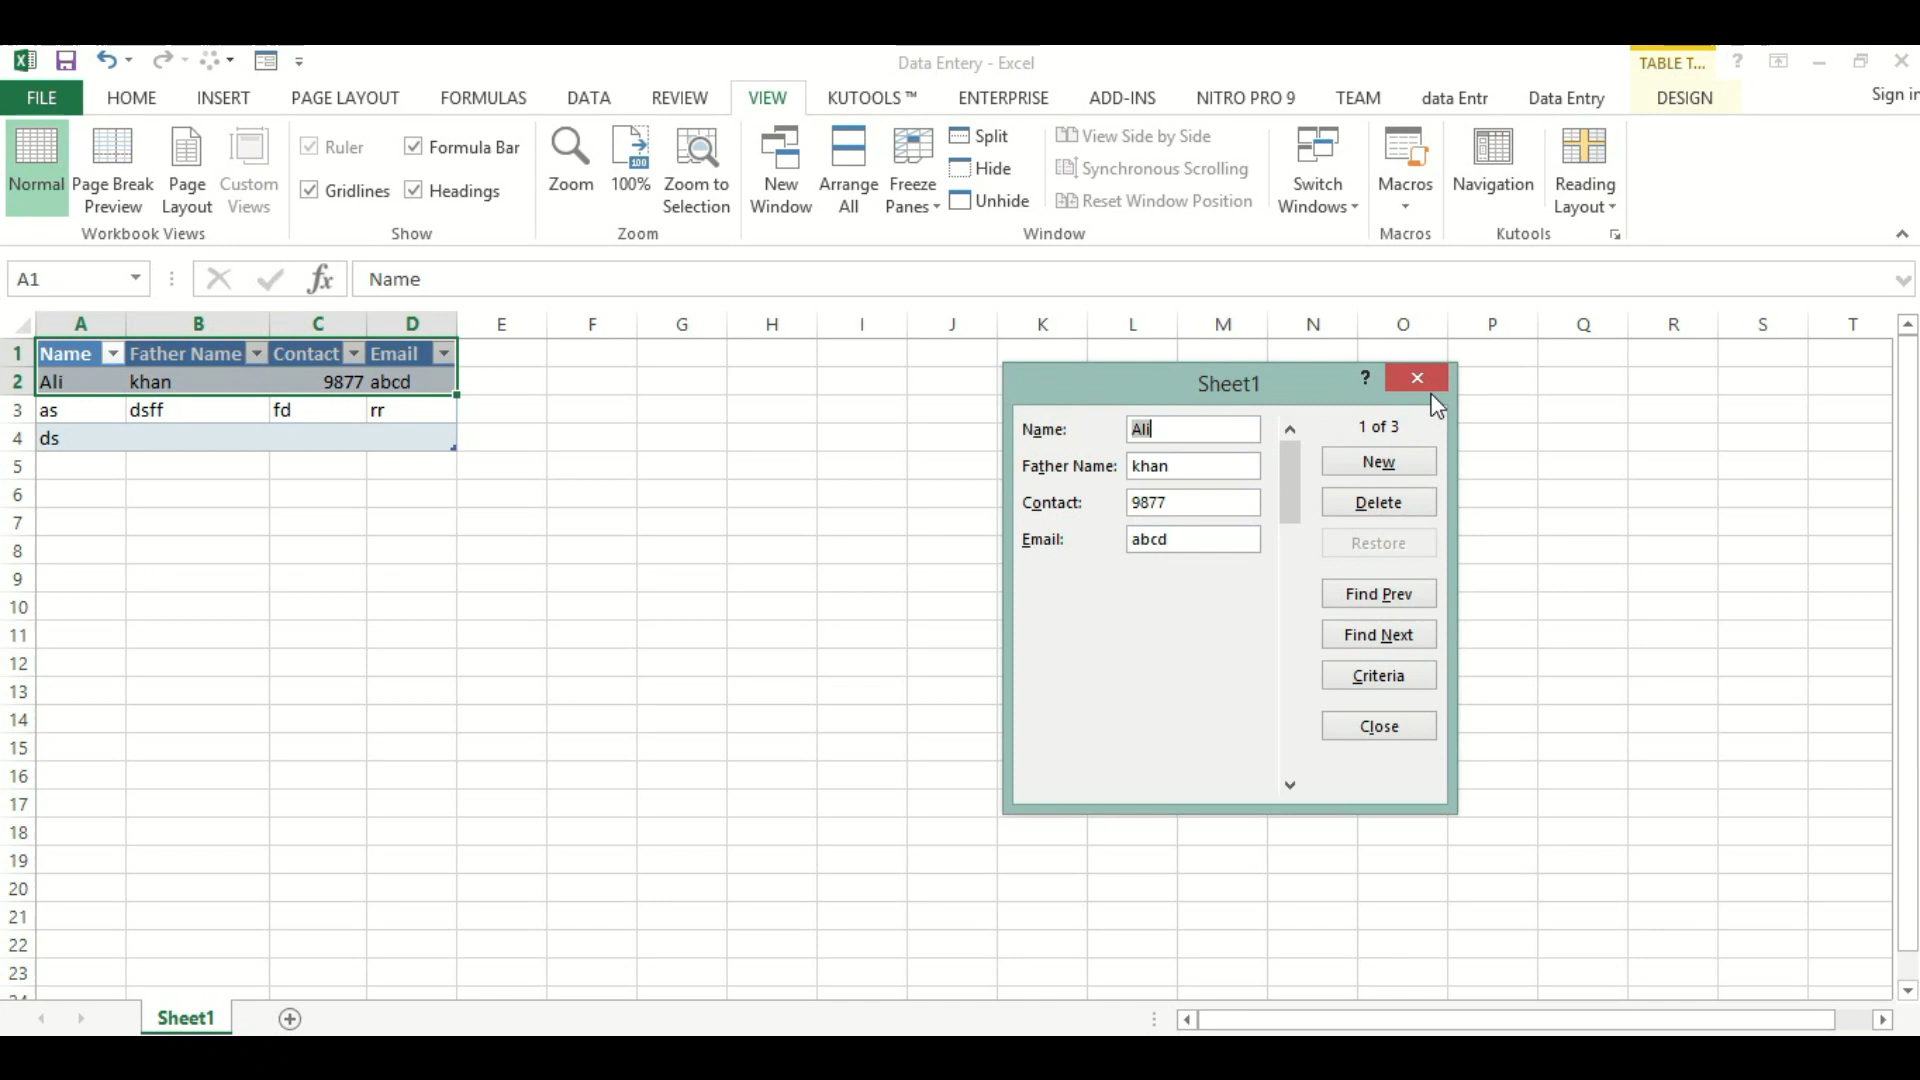 Data Entery - Excel
TABLE T...
?
FILE HOME INSERT PAGE LAYOUT FORMULAS DATA REVIEW VIEW KUTOOLS ™ ENTERPRISE ADD-INS NITRO PRO 9 TEAM data Entr Data Entry DESIGN Sign in
Normal
Page Break Preview
Page Layout
Custom Views
Workbook Views
Ruler
Formula Bar
Gridlines
Headings
Show
Zoom
100%
Zoom to Selection
Zoom
New Window
Arrange All
Freeze Panes
Split
Hide
Unhide
View Side by Side
Synchronous Scrolling
Reset Window Position
Switch Windows
Window
Macros
Macros
Navigation
Reading Layout
Kutools
A1
fx
Name
A B C D E F G H I J K L M N O P Q R S T
1 Name Father Name Contact Email
2 Ali khan 9877 abcd
3 as dsff fd rr
4 ds
5
6
7
8
9
10
11
12
13
14
15
16
17
18
19
20
21
22
23
24
Sheet1
?
Name: Ali
Father Name: khan
Contact: 9877
Email: abcd
1 of 3
New
Delete
Restore
Find Prev
Find Next
Criteria
Close
Sheet1